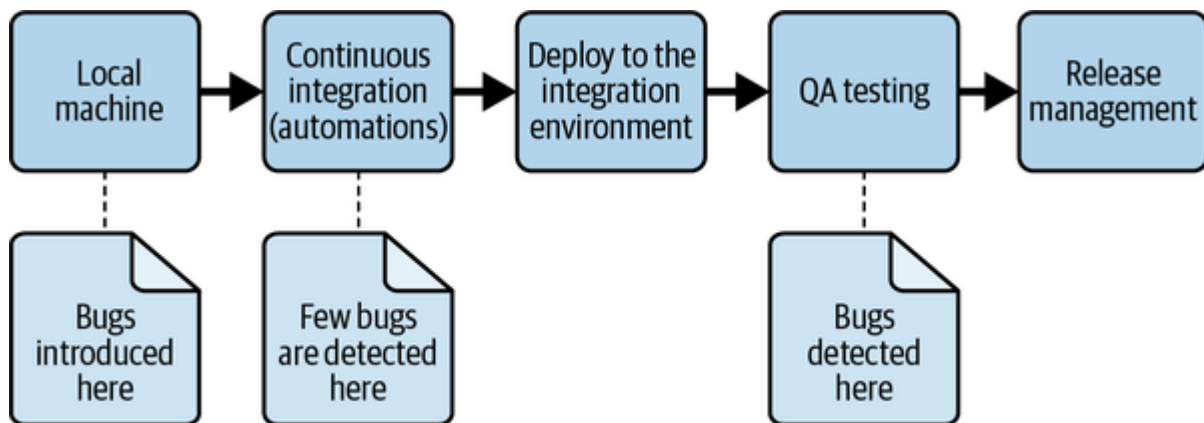 Local
machine
Continuous
integration
(automations)
Deploy to the
integration
environment
QA testing
Release
management
Bugs
introduced
here
Few bugs
are detected
here
Bugs
detected
here